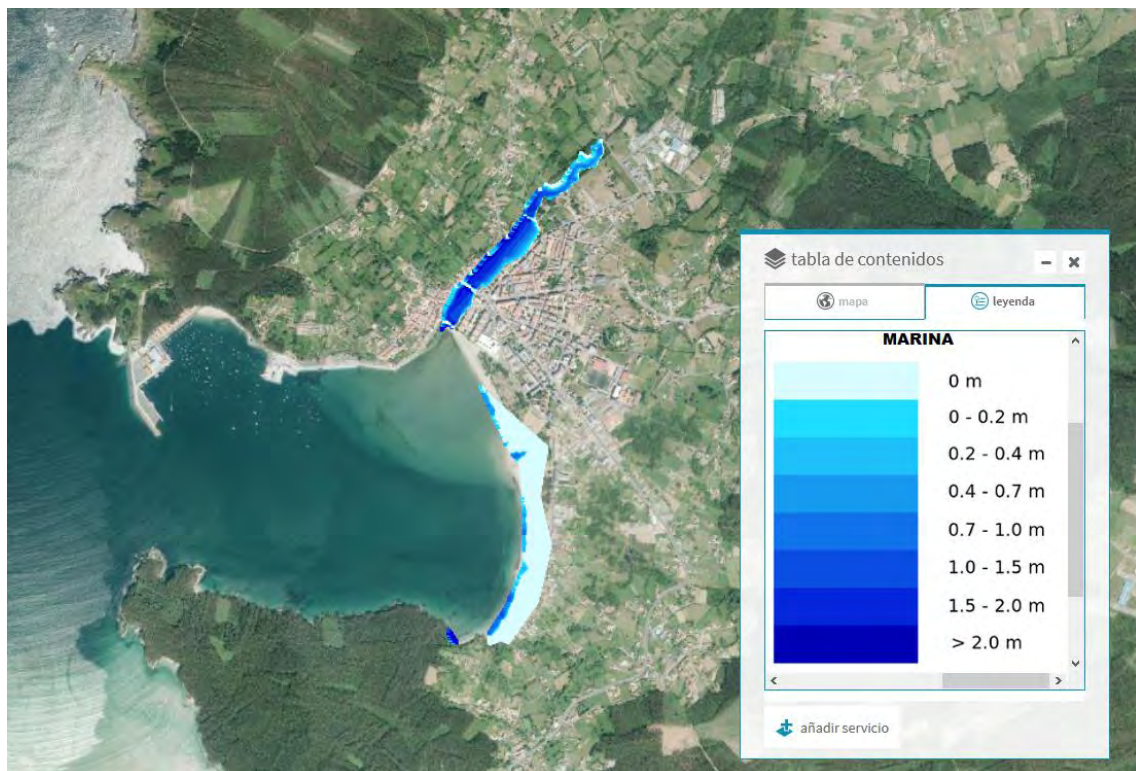 tabla de contenidos
mapa
leyenda
MARINA
0 m
0 - 0.2 m
0.2 - 0.4 m
0.4 - 0.7 m
0.7 - 1.0 m
1.0 - 1.5 m
1.5 - 2.0 m
> 2.0 m
añadir servicio